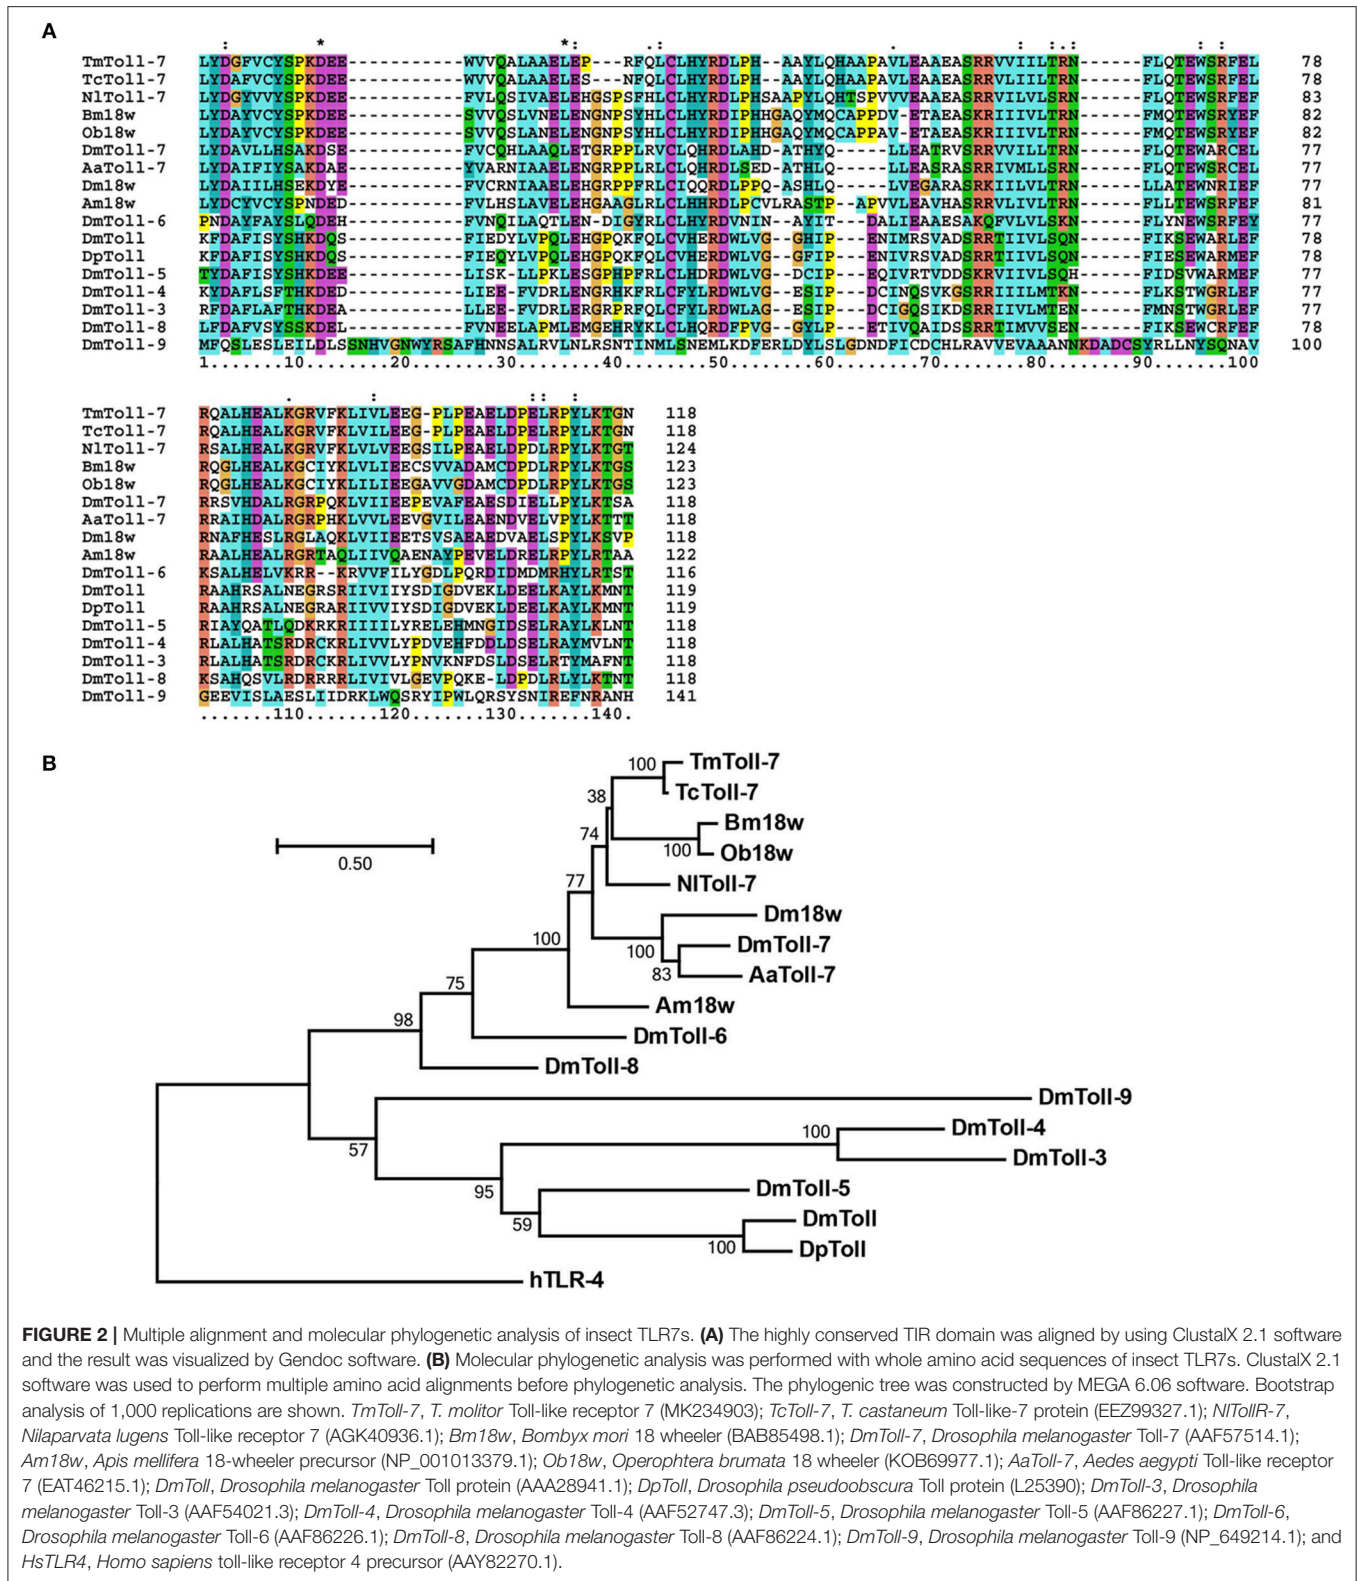 A
: * *: .: . : :.: : :
TmToll-7 LYDGFVCYSPKDEE-----------WVVQALAAELEP---RFQLCLHYRDLPH--AAYLQHAAPAVLEAAEASRRVVIILTRN------FLQTEWSRFEL 78
TcToll-7 LYDAFVCYSPKDEE-----------WVVQALAAELES---NFQLCLHYRDLPH--AAYLQHAAPAVLEAAEASRRVVIILTRN------FLQTEWSRFEL 78
NlToll-7 LYDGYVVYSPKDEE-----------FVLQSIVAELEHGSPSFHLCLHYRDLPHSAAPYLQHTSPVVVEAAEASRRVILVLSRN------FLQTEWSRFEF 83
Bm18w LYDAYVCYSPKDEE-----------SVVQSLVNELENGNPSYHLCLHYRDLPHHGAQYMQCAPPDV-ETAEASKRIIIVLTRN------FMQTEWSRYEF 82
Ob18w LYDAYVCYSPKDEE-----------SVVQSLANELENGNPSYHLCLHYRDIPHHGAQYMQCAPPAV-ETAEASKRIIIVLTRN------FMQTEWSRYEF 82
DmToll-7 LYDAVLLHSAKDSE-----------FVCQHLAAQLETGRPPLRVCLQHRDLAHD-ATHYQ-----LLEATRVSRRVVILLTRN------FLQTEWARCEL 77
AaToll-7 LYDAIFIYSAKDAE-----------YVARNIAAELEHGRPPLRLCLQHRDLSED-ATHLQ-----LLEASRASRRVVIMLLSRN------FLQTEWARCEL 77
Dm18w LYDAIILHSEKDYE-----------FVCRNIAAELEHGRPPFRLCIQQRDLPPQ-ASHLQ-----LVEGARASRKIILVLTRN------LLATEWNRIEF 77
Am18w LYDCYVCYSPNDED-----------FVLHSLAVELEHGAAGLRLCLHHRDLPCVLRASTP--APVVLEAVHASRRVIIVLTRN------FLQTEWSRFEF 81
DmToll-6 PNDAYFAYSLQDEH-----------FVNQILAQTLEN-DIGYRLCLHYRDVNIN--AYIT---DALIEAAESAKQFVLVLSKN------FLYNEWSRFEY 77
DmToll KFDAFISYSHKDQS-----------FIEDYLVPQLEHGPQKFQLCVHERDWLVG--GHIP---ENIMRSVADSRRTIIVLSQN------FIKSEWARLEF 78
DpToll KFDAFISYSHKDQS-----------FIEQYLVPQLEHGPQKFQLCVHERDWLVG--GFIP---ENIVRSVADSRRTIIVLSQN------FIESEWARMEF 78
DmToll-5 TYDAFISYSHKDEE-----------LISK-LLPKLESGPHPFRLCLHDRDWLVG--DCIP---EQIVRTVDDSKRVIIVLSQH------FIDSVWARMEF 77
DmToll-4 KYDAFLSFTHKDED-----------LIEE-FVDRLENGRHKFRLCFYLRDWLVG--ESIP---DCINQSVKGSRRIIILMTKN------FLKSTWGRLEF 77
DmToll-3 RFDAFLAFTHKDEA-----------LLEE-FVDRLERGRPRFQLCFYLRDWLAG--ESIP---DCIGQSIKDSRRIIVLMTEN------FMNSTWGRLEF 77
DmToll-8 LFDAFVSYSSKDEL-----------FVNEELAPMLEMGEHRYKLCLHQRDFPVG--GYLP---ETIVQAIDSSRRTIMVVSEN------FIKSEWCRFEF 78
DmToll-9 MFQSLESLEILDLSSNHVGNWYRSAFHNNSALRVLNLRSNTINMLSNEMLKDFERLDYLSLGDNDFICDCHLRAVVEVAAANNKDADCSYRLLNYSQNAV 100
1.......10........20........30........40........50........60........70........80........90........100
. : :: :
TmToll-7 RQALHEALKGRVFKLIVLEEG-PLPEAELDPELRPYLKTGN 118
TcToll-7 RQALHEALKGRVFKLIVILEEG-PLPEAELDPELRPYLKTGN 118
NlToll-7 RSALHEALKGRVFKLVLVEEGSILPEAELDPDLRPYLKTGT 124
Bm18w RQGLHEALKGCIYKLVLIEECSVVADAMCDPDLRPYLKTGS 123
Ob18w RQGLHEALKGCIYKLILIEEGAVVGDAMCDPDLRPYLKTGS 123
DmToll-7 RRSVHDALRGRPQKLVIIEEPEVAFEAESDIELLPYLKTSA 118
AaToll-7 RRAIHDALRGRPHKLVVLEEVGVILEAENDVELVPYLKTTT 118
Dm18w RNAFHESLRGLAQKLVIIEETSVSAEAEDVAELSPYLKSVP 118
Am18w RAALHEALRGRTAQLIIVQAENAYPEVELDRELRPYLRTAA 122
DmToll-6 KSALHELVKRR--KRVVFILYGDLPQRDIDMDMRHYLRTST 116
DmToll RAAHRSALNEGRSRIIVIIYSDIGDVEKLDEELKAYLKMNT 119
DpToll RAAHRSALNEGRARIIVVIYSDIGDVEKLDEELKAYLKMNT 119
DmToll-5 RIAYQATLQDKRKRIIIILYRELEHMNGIDSELRAYLKLNT 118
DmToll-4 RLALHATSRDRCKRLIVVLYPDVEHFDDLDSELRAYMVLNT 118
DmToll-3 RLALHATSRDRCKRLIVVLYPNVKNFDSLDSELRTYMAFNT 118
DmToll-8 KSAHQSVLRDRRRRLIVIVLGEVPQKE-LDPDLRLYLKTNT 118
DmToll-9 GEEVISLAESLIIDRKLWQSRYIPWLQRSYSNIREFNRANH 141
........110.......120.......130.......140..
B
100 TmToll-7
TcToll-7
38
Bm18w
74
0.50 100 Ob18w
77 NlToll-7
Dm18w
100 100 DmToll-7
83 AaToll-7
75
Am18w
98
DmToll-6
DmToll-8
DmToll-9
100 DmToll-4
57 DmToll-3
95 DmToll-5
59 DmToll
100 DpToll
hTLR-4
FIGURE 2 | Multiple alignment and molecular phylogenetic analysis of insect TLR7s. (A) The highly conserved TIR domain was aligned by using ClustalX 2.1 software
and the result was visualized by Gendoc software. (B) Molecular phylogenetic analysis was performed with whole amino acid sequences of insect TLR7s. ClustalX 2.1
software was used to perform multiple amino acid alignments before phylogenetic analysis. The phylogenic tree was constructed by MEGA 6.06 software. Bootstrap
analysis of 1,000 replications are shown. TmToll-7, T. molitor Toll-like receptor 7 (MK234903); TcToll-7, T. castaneum Toll-like-7 protein (EEZ99327.1); NlTollR-7,
Nilaparvata lugens Toll-like receptor 7 (AGK40936.1); Bm18w, Bombyx mori 18 wheeler (BAB85498.1); DmToll-7, Drosophila melanogaster Toll-7 (AAF57514.1);
Am18w, Apis mellifera 18-wheeler precursor (NP_001013379.1); Ob18w, Operophtera brumata 18 wheeler (KOB69977.1); AaToll-7, Aedes aegypti Toll-like receptor
7 (EAT46215.1); DmToll, Drosophila melanogaster Toll protein (AAA28941.1); DpToll, Drosophila pseudoobscura Toll protein (L25390); DmToll-3, Drosophila
melanogaster Toll-3 (AAF54021.3); DmToll-4, Drosophila melanogaster Toll-4 (AAF52747.3); DmToll-5, Drosophila melanogaster Toll-5 (AAF86227.1); DmToll-6,
Drosophila melanogaster Toll-6 (AAF86226.1); DmToll-8, Drosophila melanogaster Toll-8 (AAF86224.1); DmToll-9, Drosophila melanogaster Toll-9 (NP_649214.1); and
HsTLR4, Homo sapiens toll-like receptor 4 precursor (AAY82270.1).